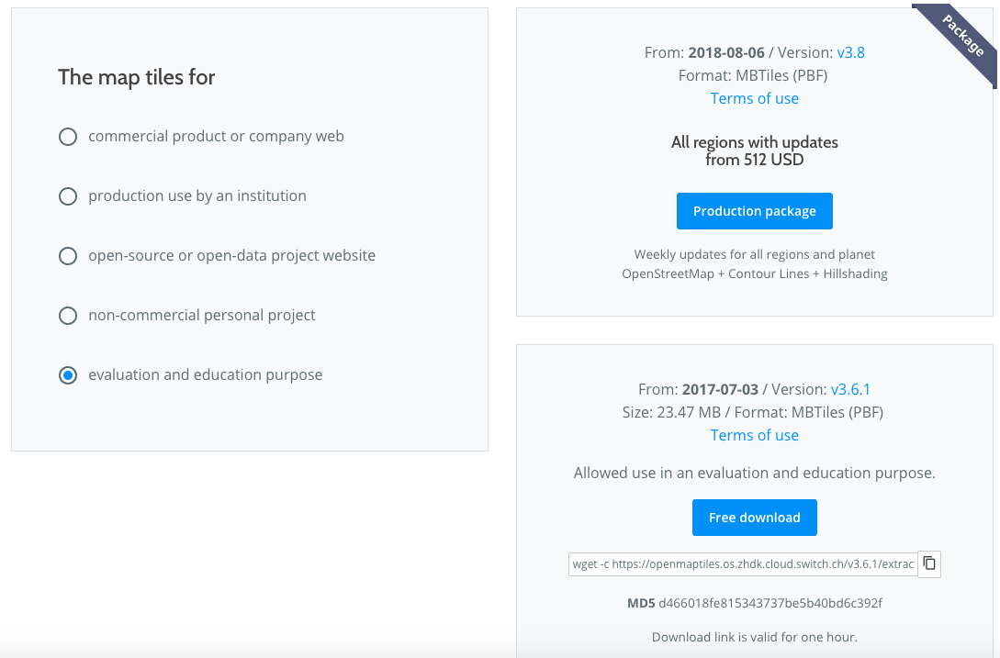 The map tiles for
commercial product or company web
production use by an institution
open-source or open-data project website
non-commercial personal project
evaluation and education purpose
Package
From: 2018-08-06 / Version: v3.8
Format: MBTiles (PBF)
Terms of use
All regions with updates
from 512 USD
Production package
Weekly updates for all regions and planet
OpenStreetMap + Contour Lines + Hillshading
From: 2017-07-03 / Version: v3.6.1
Size: 23.47 MB / Format: MBTiles (PBF)
Terms of use
Allowed use in an evaluation and education purpose.
Free download
wget -c https://openmaptiles.os.zhdk.cloud.switch.ch/v3.6.1/extrac
MD5 d466018fe815343737be5b40bd6c392f
Download link is valid for one hour.